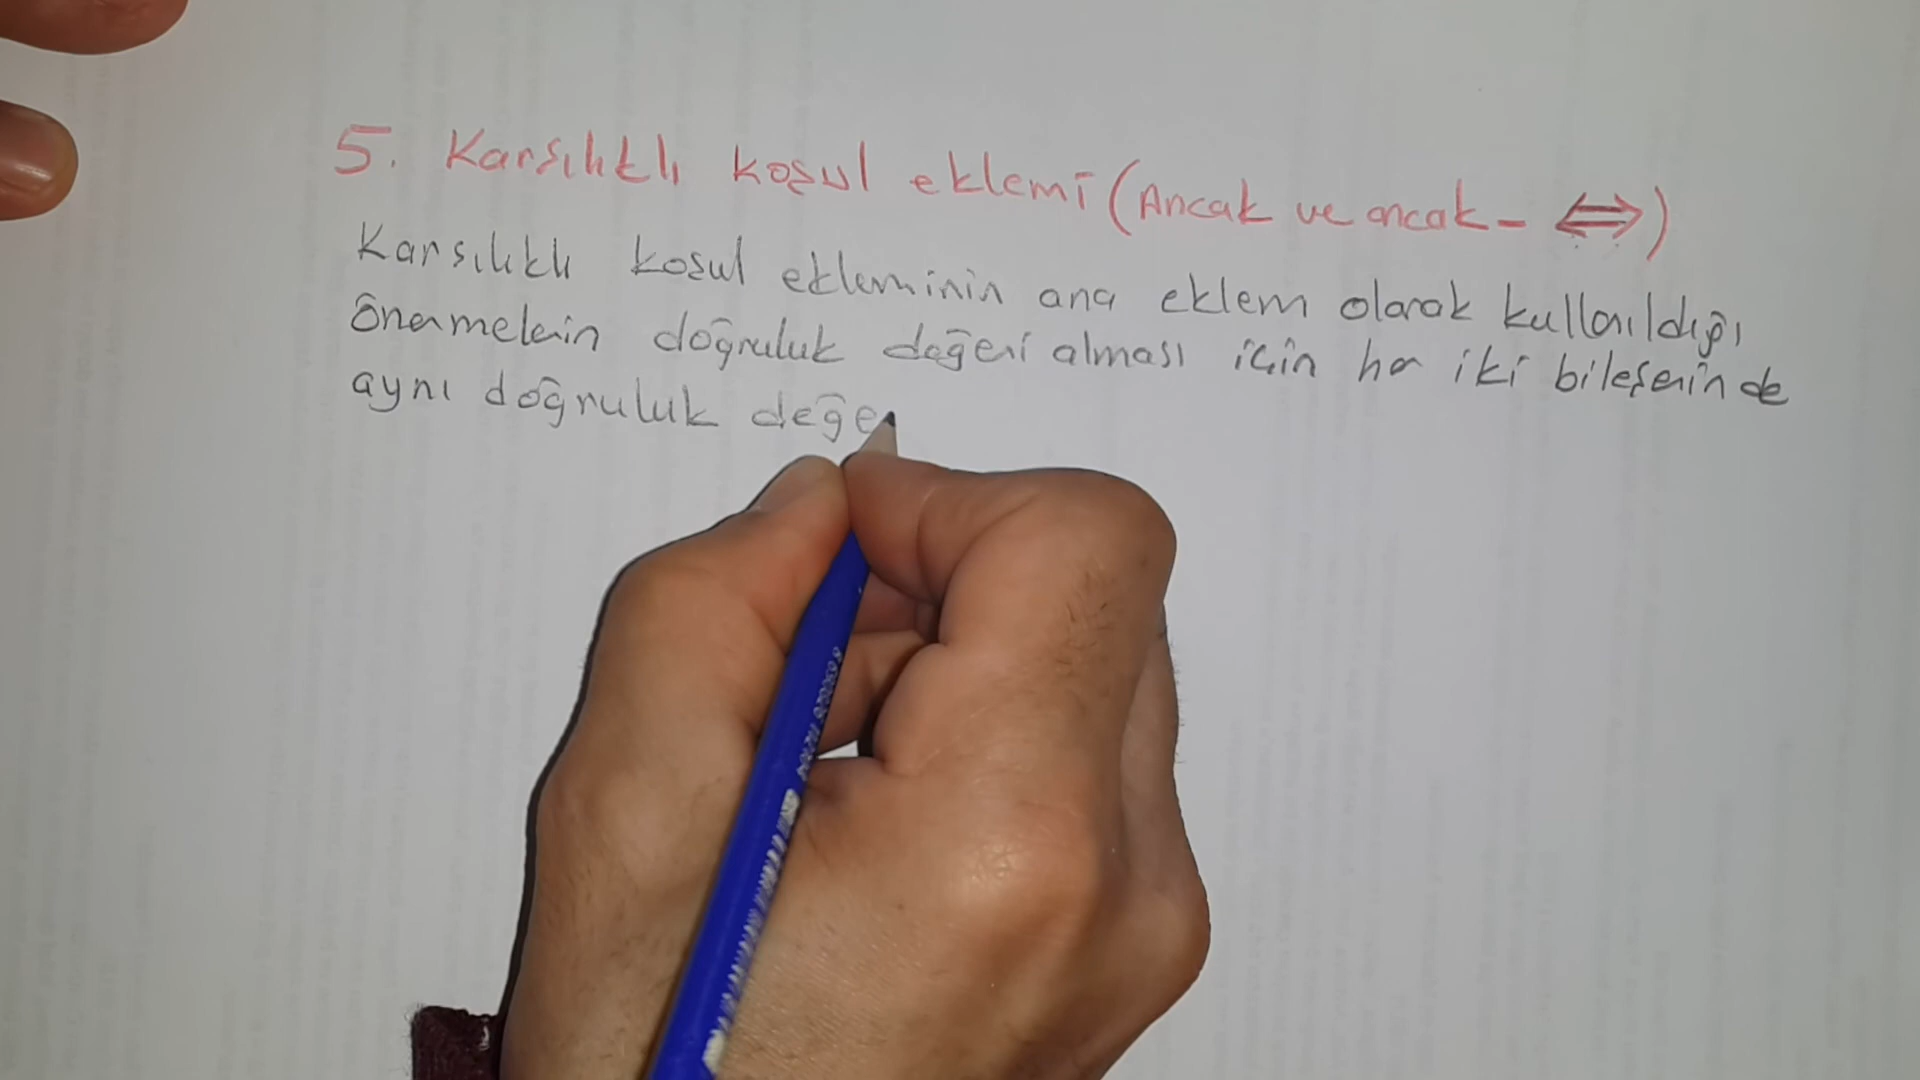 5. Karşılıklı koşul eklemi (Ancak ve ancak - ⇔)
Karsılıklı koşul ekleminin ana eklem olarak kullanıldığı
önermelerin doğruluk değeri alması için her iki bileşenin de
aynı doğruluk değe